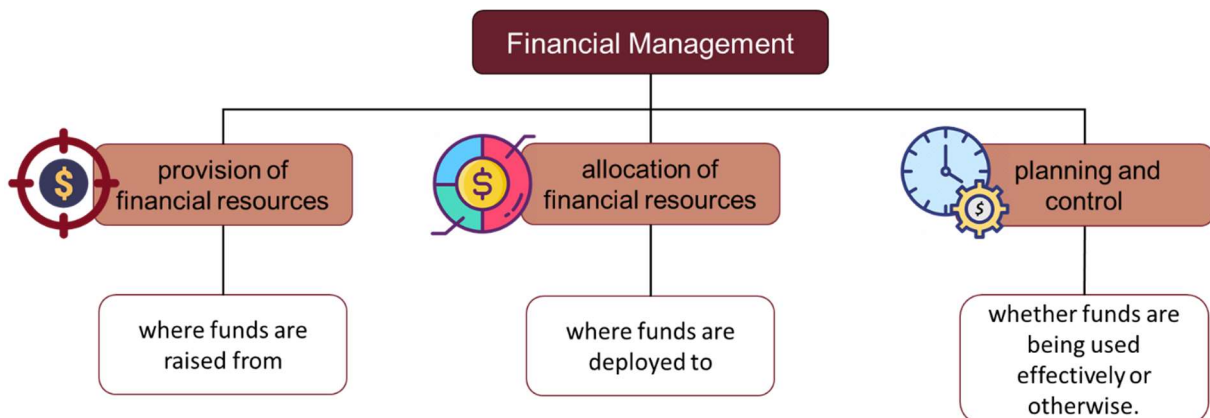 Financial Management
$
provision of
financial resources
$
allocation of
financial resources
$
planning and
control
where funds are
raised from
where funds are
deployed to
whether funds are
being used
effectively or
otherwise.